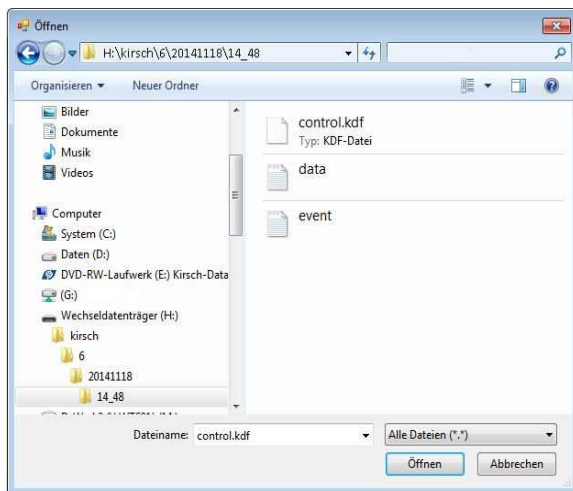 Öffnen
H:\kirsch\6\20141118\14_48
Organisieren Neuer Ordner
Bilder
Dokumente
Musik
Videos
Computer
System (C:)
Daten (D:)
DVD-RW-Laufwerk (E:) Kirsch-Data
(G:)
Wechseldatenträger (H:)
kirsch
6
20141118
14_48
control.kdf
Typ: KDF-Datei
data
event
Dateiname: control.kdf
Alle Dateien (*.*)
Öffnen Abbrechen